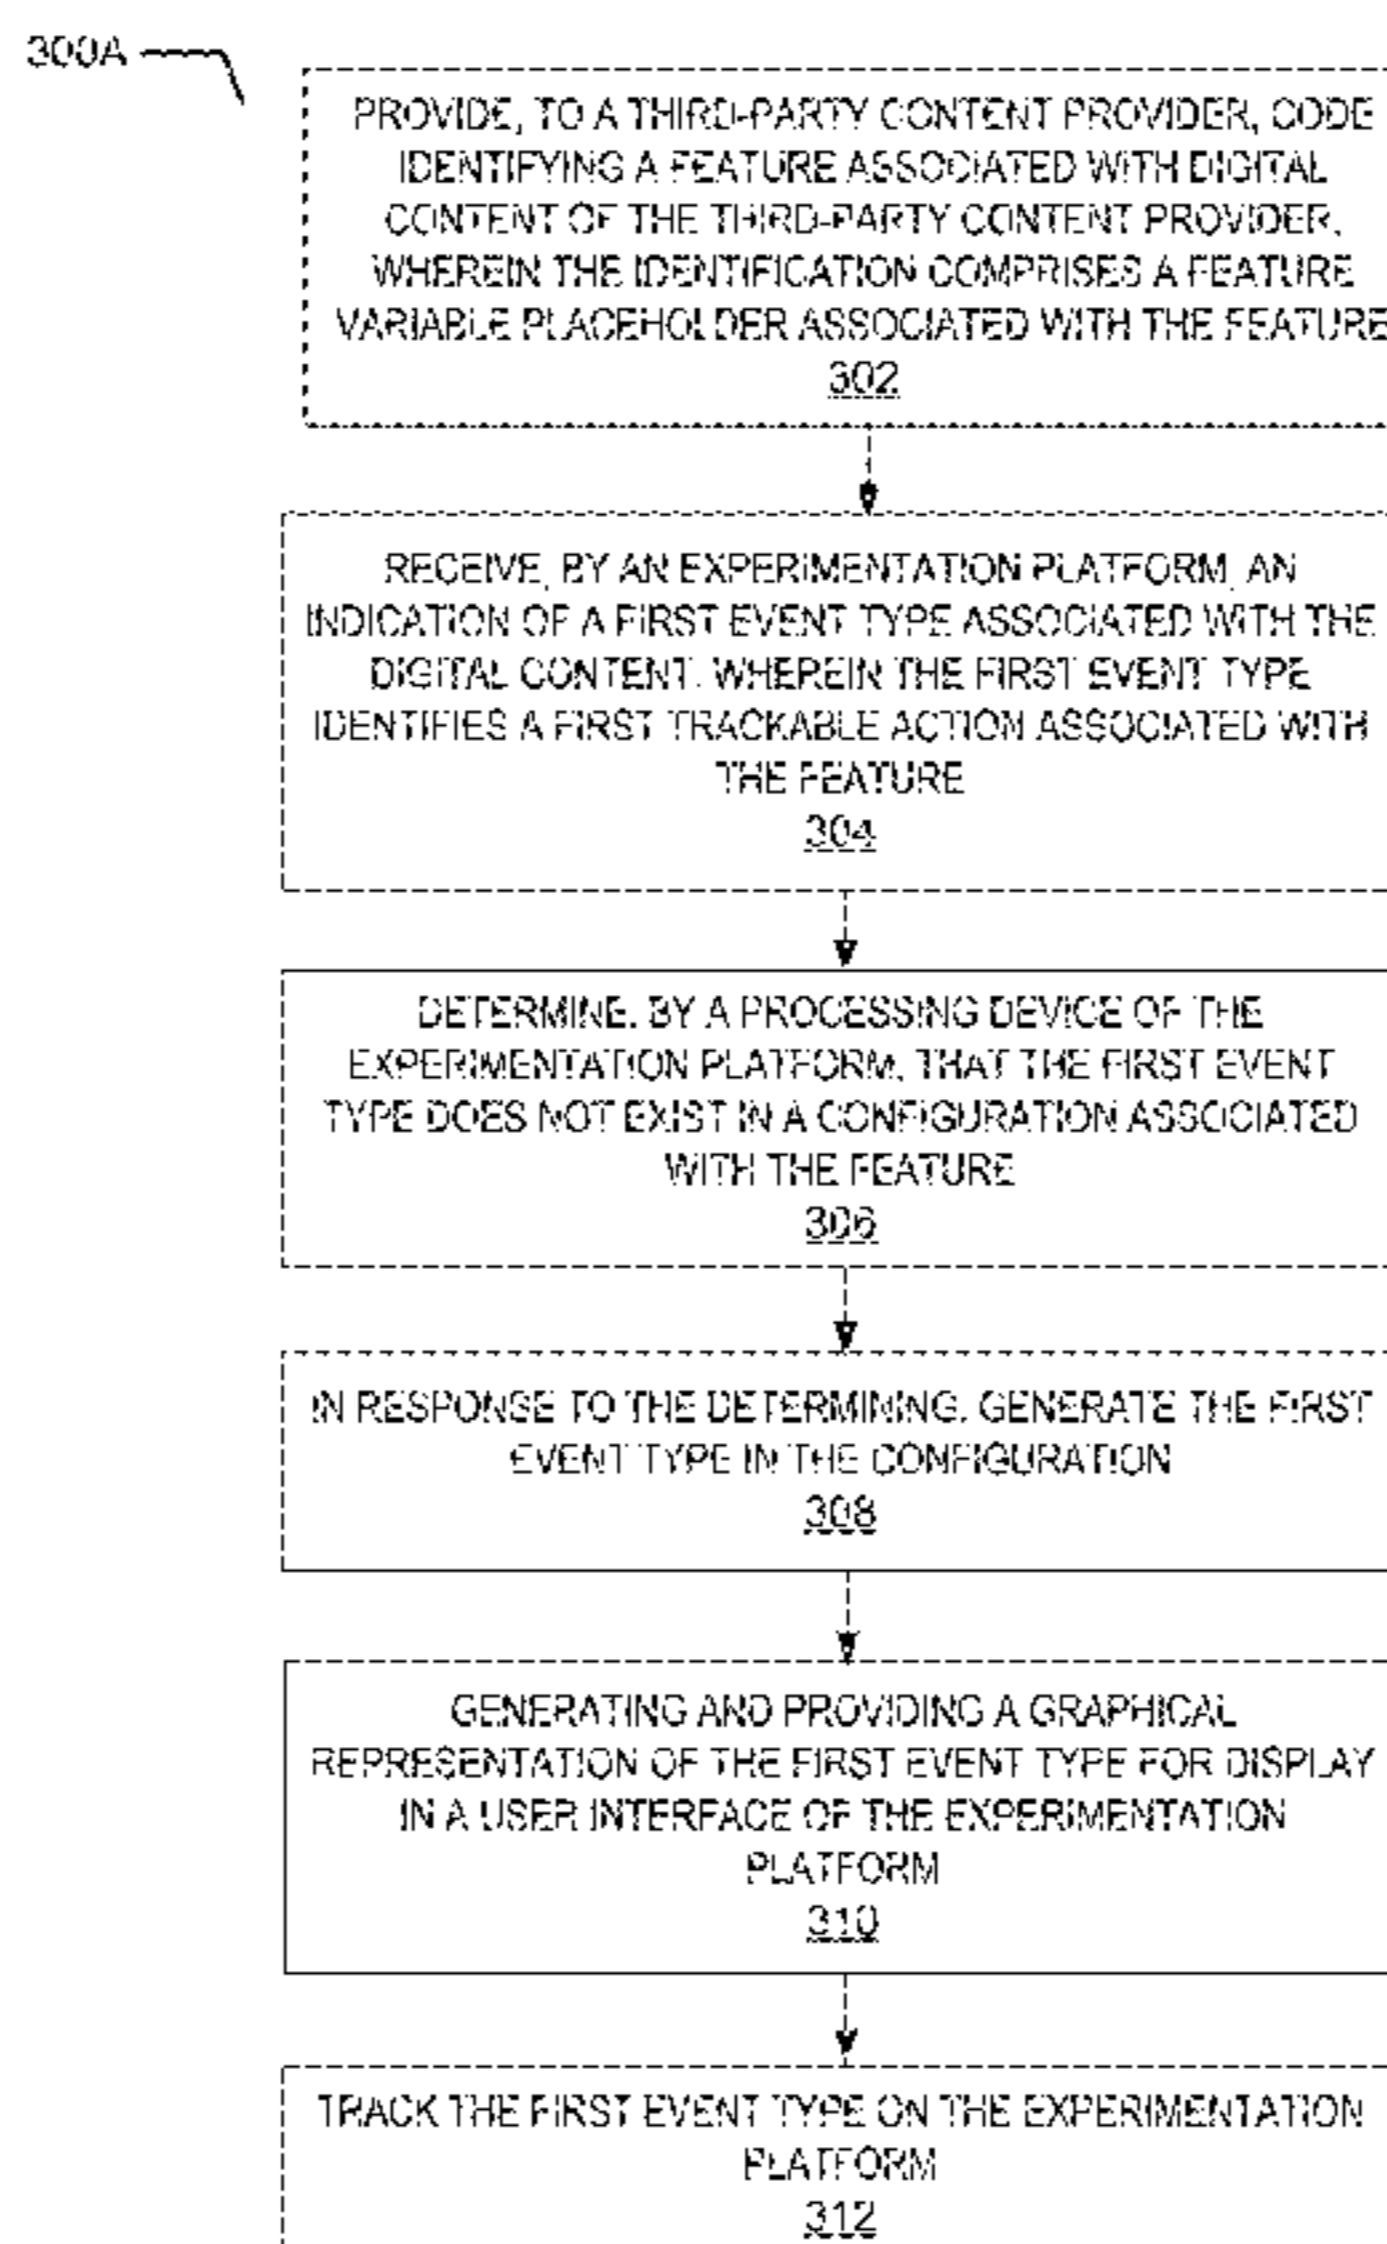 300A
PROVIDE, TO A THIRD-PARTY CONTENT PROVIDER, CODE
IDENTIFYING A FEATURE ASSOCIATED WITH DIGITAL
CONTENT OF THE THIRD-PARTY CONTENT PROVIDER,
WHEREIN THE IDENTIFICATION COMPRISES A FEATURE
VARIABLE PLACEHOLDER ASSOCIATED WITH THE FEATURE
302
RECEIVE, BY AN EXPERIMENTATION PLATFORM, AN
INDICATION OF A FIRST EVENT TYPE ASSOCIATED WITH THE
DIGITAL CONTENT, WHEREIN THE FIRST EVENT TYPE
IDENTIFIES A FIRST TRACKABLE ACTION ASSOCIATED WITH
THE FEATURE
304
DETERMINE, BY A PROCESSING DEVICE OF THE
EXPERIMENTATION PLATFORM, THAT THE FIRST EVENT
TYPE DOES NOT EXIST IN A CONFIGURATION ASSOCIATED
WITH THE FEATURE
306
IN RESPONSE TO THE DETERMINING, GENERATE THE FIRST
EVENT TYPE IN THE CONFIGURATION
308
GENERATING AND PROVIDING A GRAPHICAL
REPRESENTATION OF THE FIRST EVENT TYPE FOR DISPLAY
IN A USER INTERFACE OF THE EXPERIMENTATION
PLATFORM
310
TRACK THE FIRST EVENT TYPE ON THE EXPERIMENTATION
PLATFORM
312